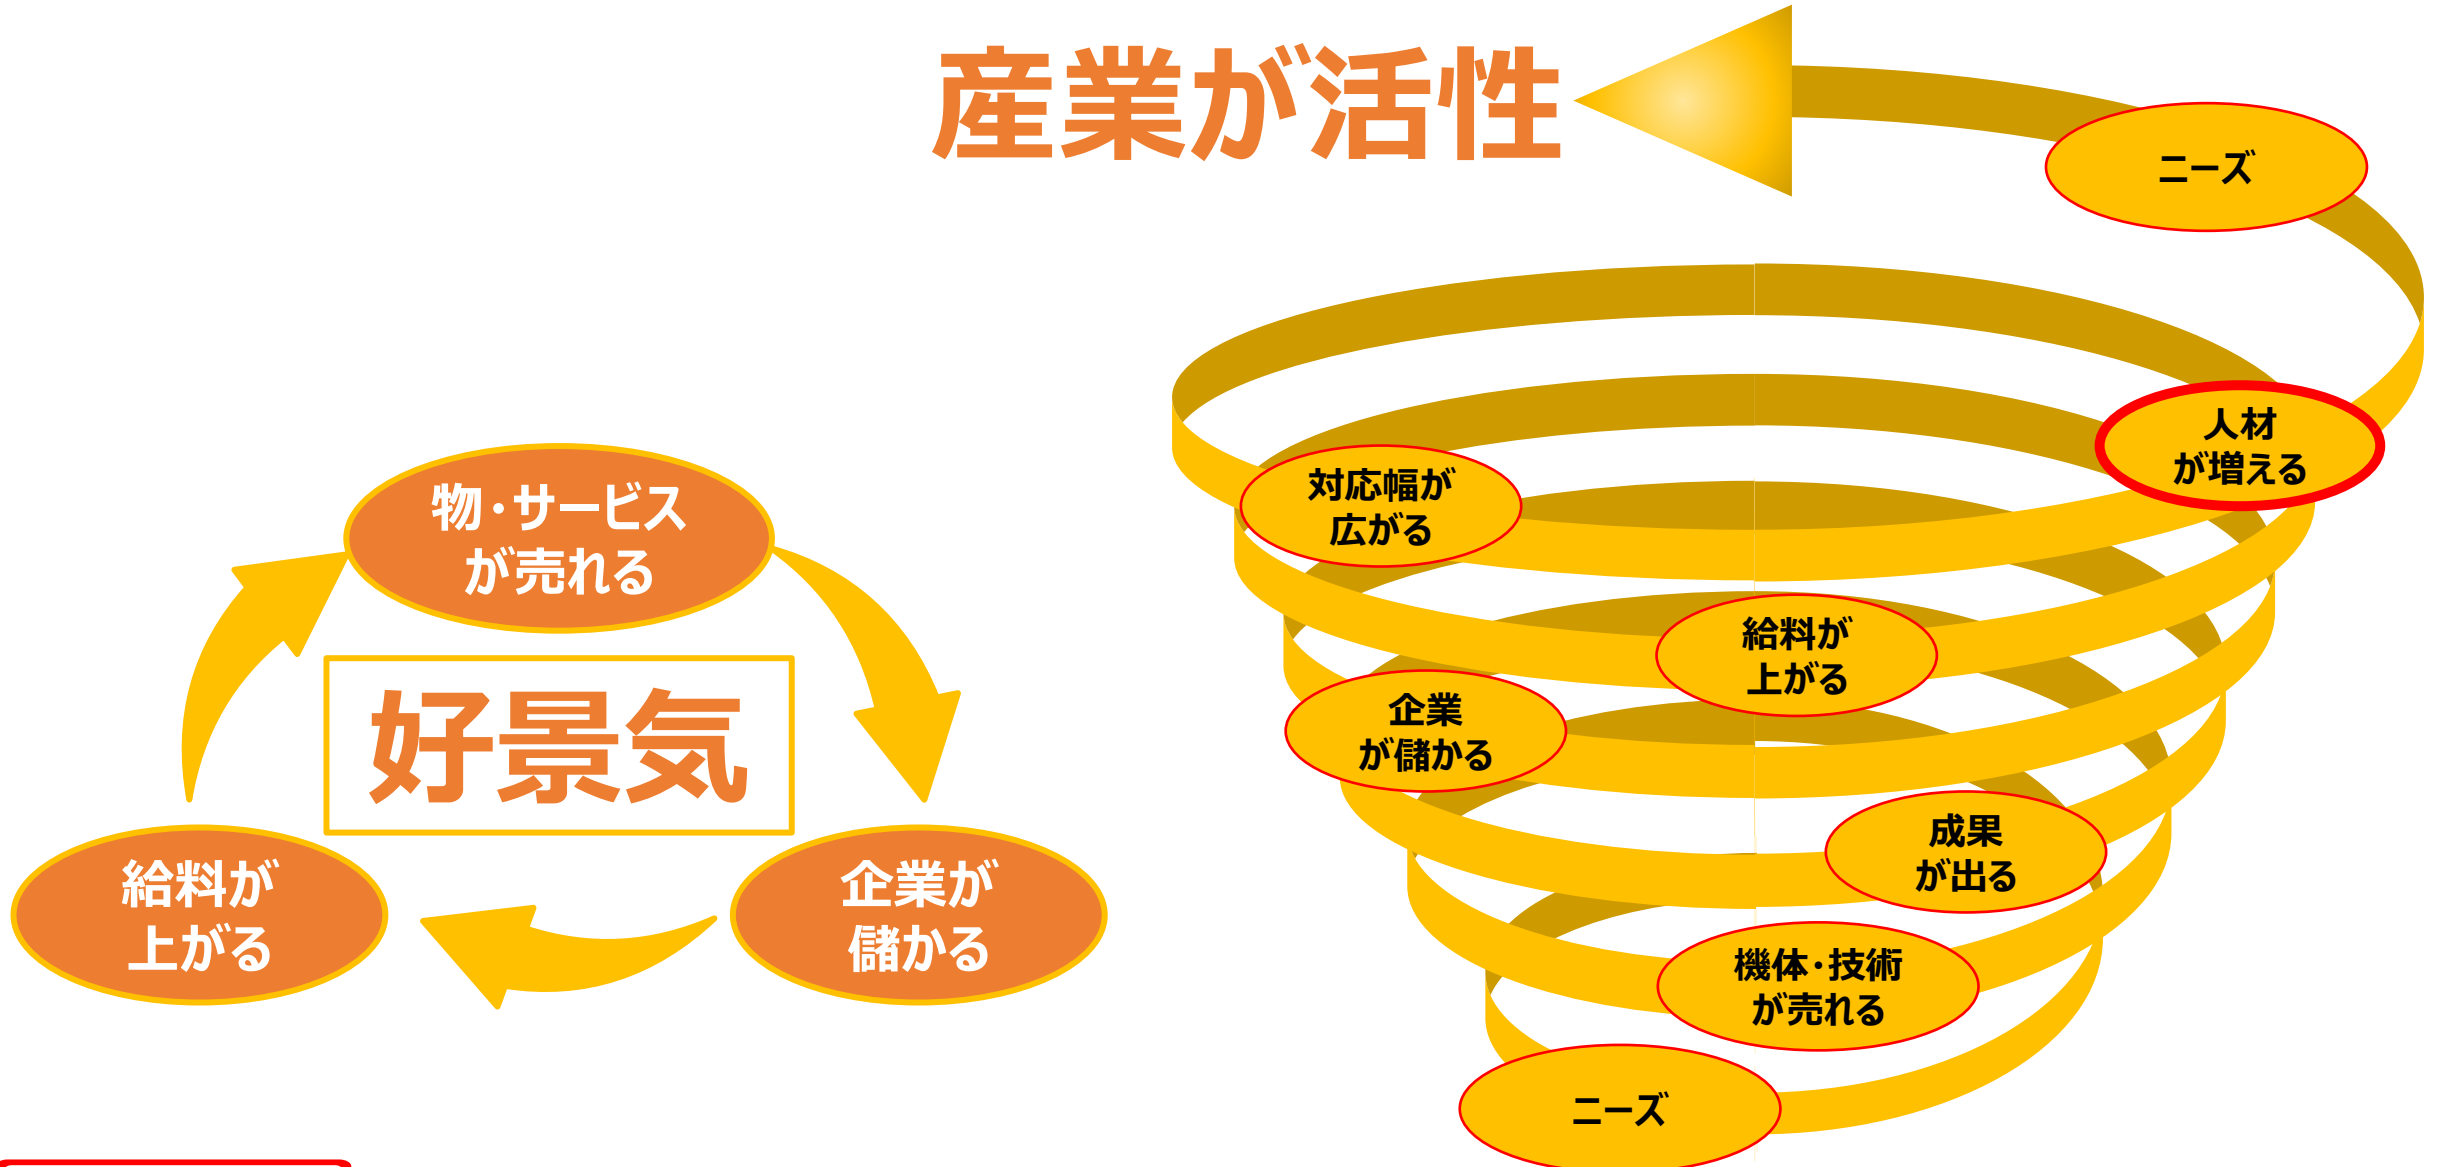 産業が活性
ニーズ
人材
が増える
対応幅が
広がる
給料が
上がる
企業
が儲かる
成果
が出る
機体・技術
が売れる
ニーズ
物・サービス
が売れる
好景気
給料が
上がる
企業が
儲かる